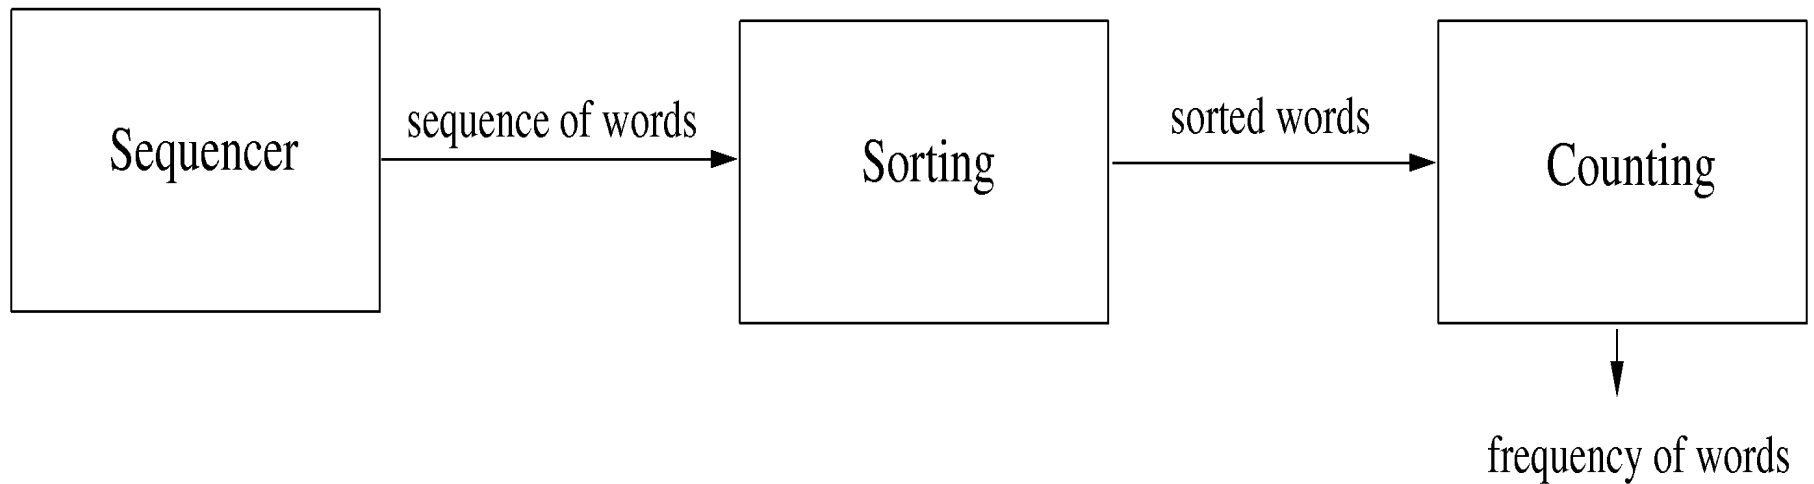 Sequencer
sequence of words
Sorting
sorted words
Counting
frequency of words